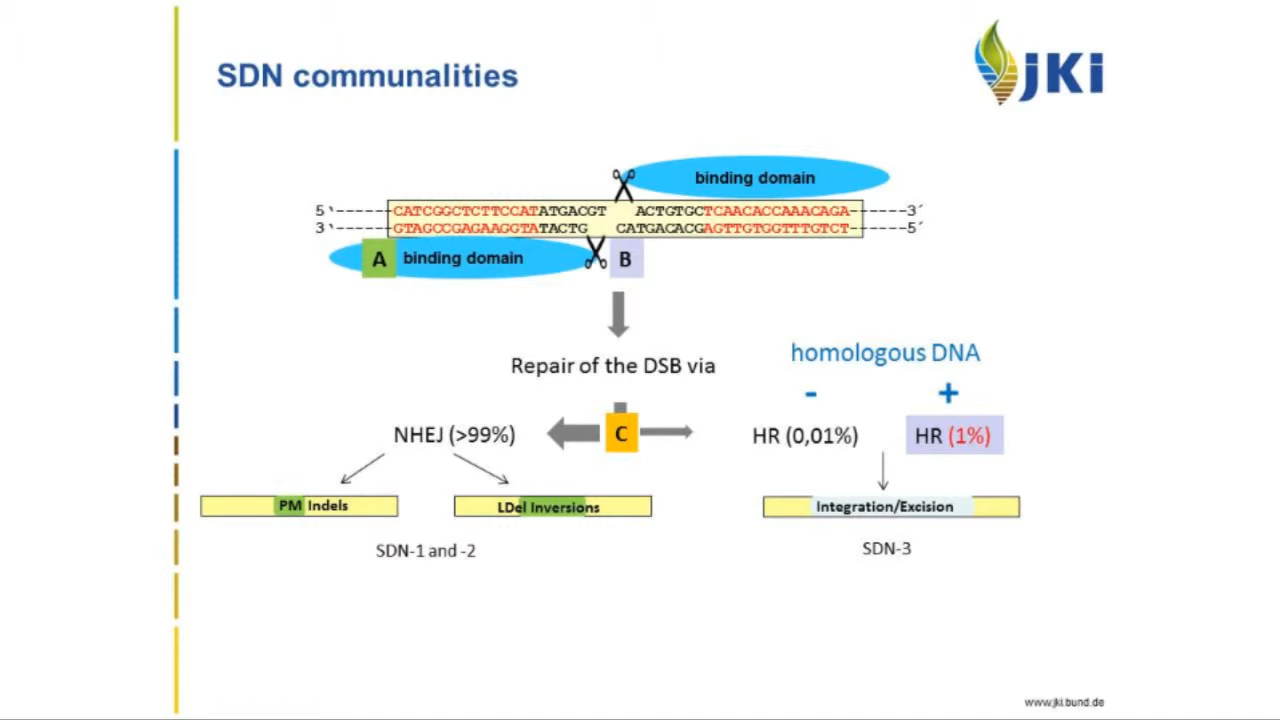 SDN communalities
jKi
binding domain
5‵------CATCGGCTCTTCCATATGACGT ACTGTGCTCAACACCAAACAGA------3′
3‵------GTAGCCGAGAAGGTATACTG CATGACACGAGTTGTGGTTTGTCT------5′
A binding domain B
Repair of the DSB via
homologous DNA
- +
NHEJ (>99%) C HR (0,01%) HR (1%)
PM Indels LDel Inversions Integration/Excision
SDN-1 and -2 SDN-3
www.jki.bund.de